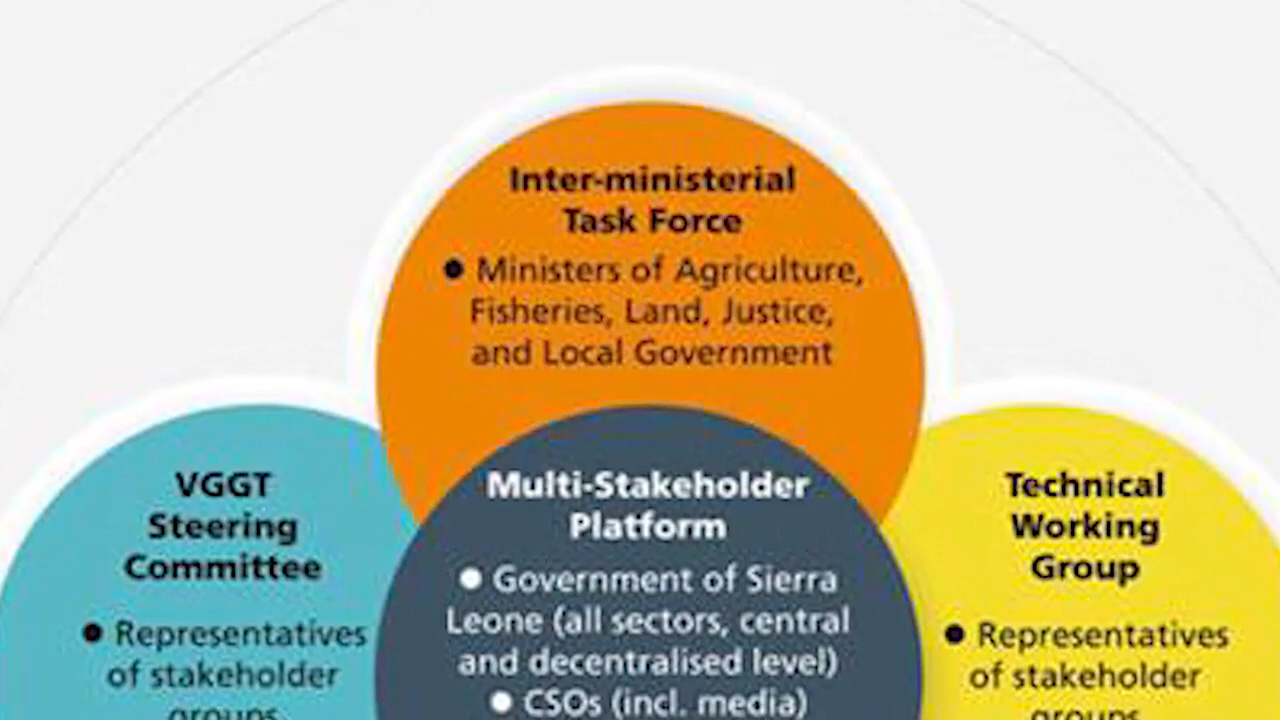 Inter-ministerial
Task Force
● Ministers of Agriculture,
Fisheries, Land, Justice,
and Local Government
VGGT
Steering
Committee
● Representatives
of stakeholder
groups
Multi-Stakeholder
Platform
● Government of Sierra
Leone (all sectors, central
and decentralised level)
● CSOs (incl. media)
Technical
Working
Group
● Representatives
of stakeholder
groups